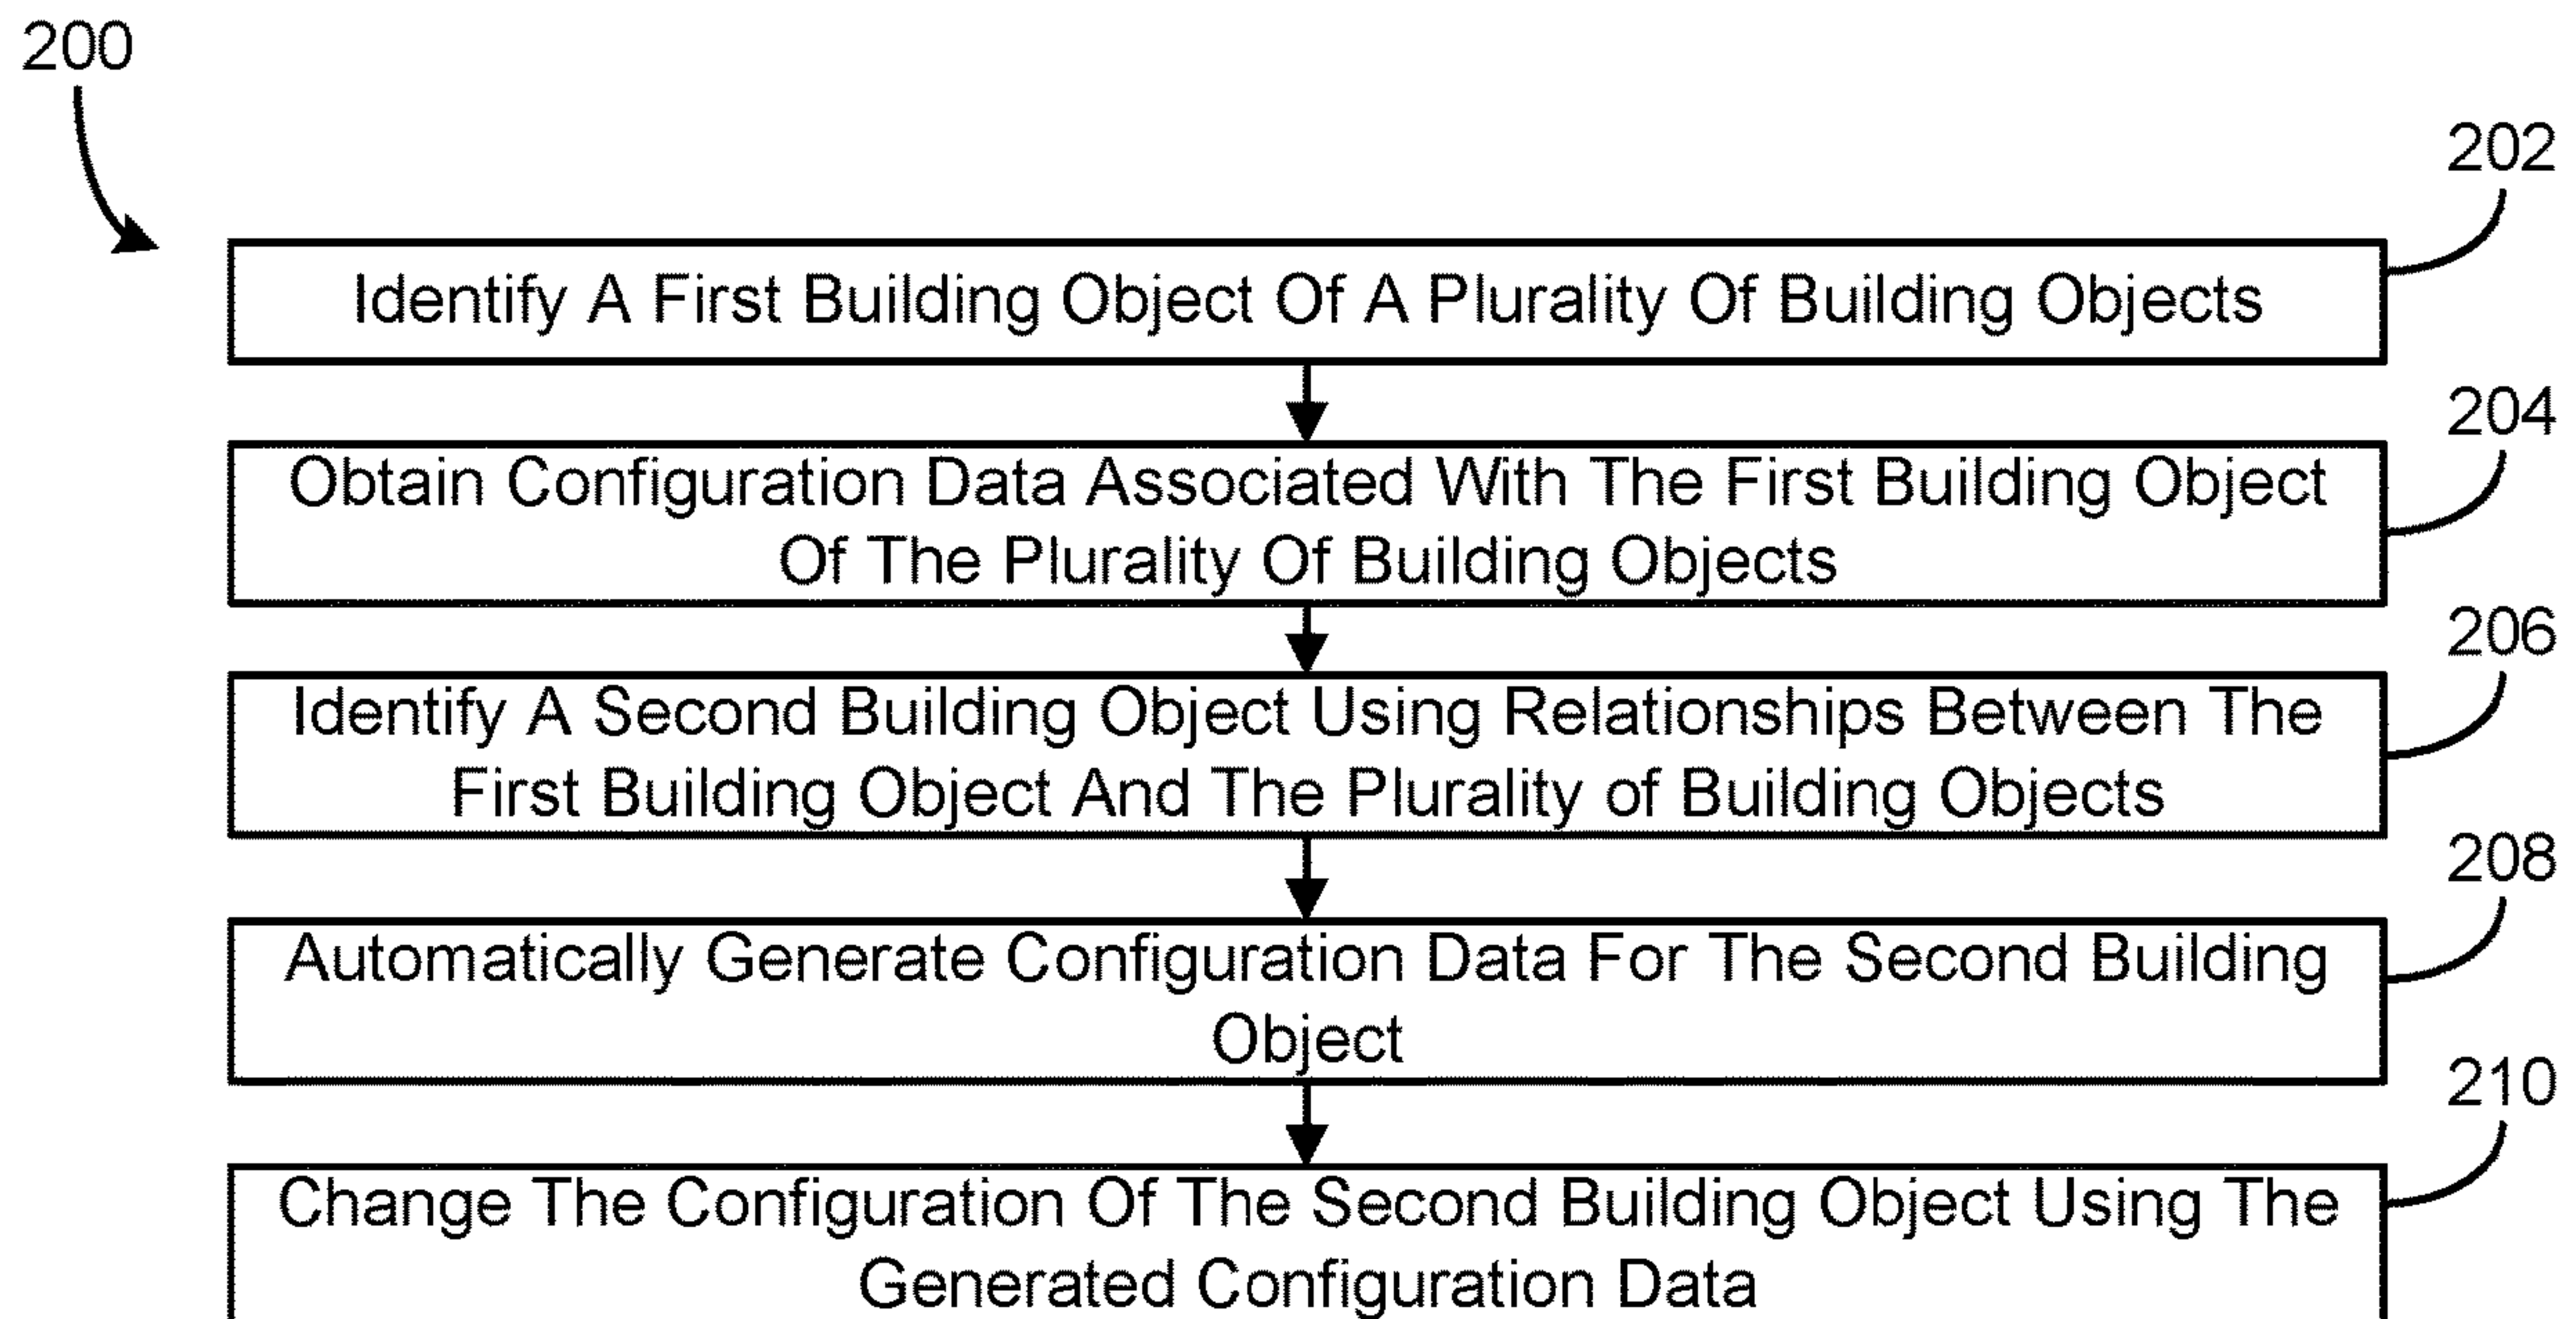 200
202
Identify A First Building Object Of A Plurality Of Building Objects
204
Obtain Configuration Data Associated With The First Building Object
Of The Plurality Of Building Objects
206
Identify A Second Building Object Using Relationships Between The
First Building Object And The Plurality of Building Objects
208
Automatically Generate Configuration Data For The Second Building
Object
210
Change The Configuration Of The Second Building Object Using The
Generated Configuration Data